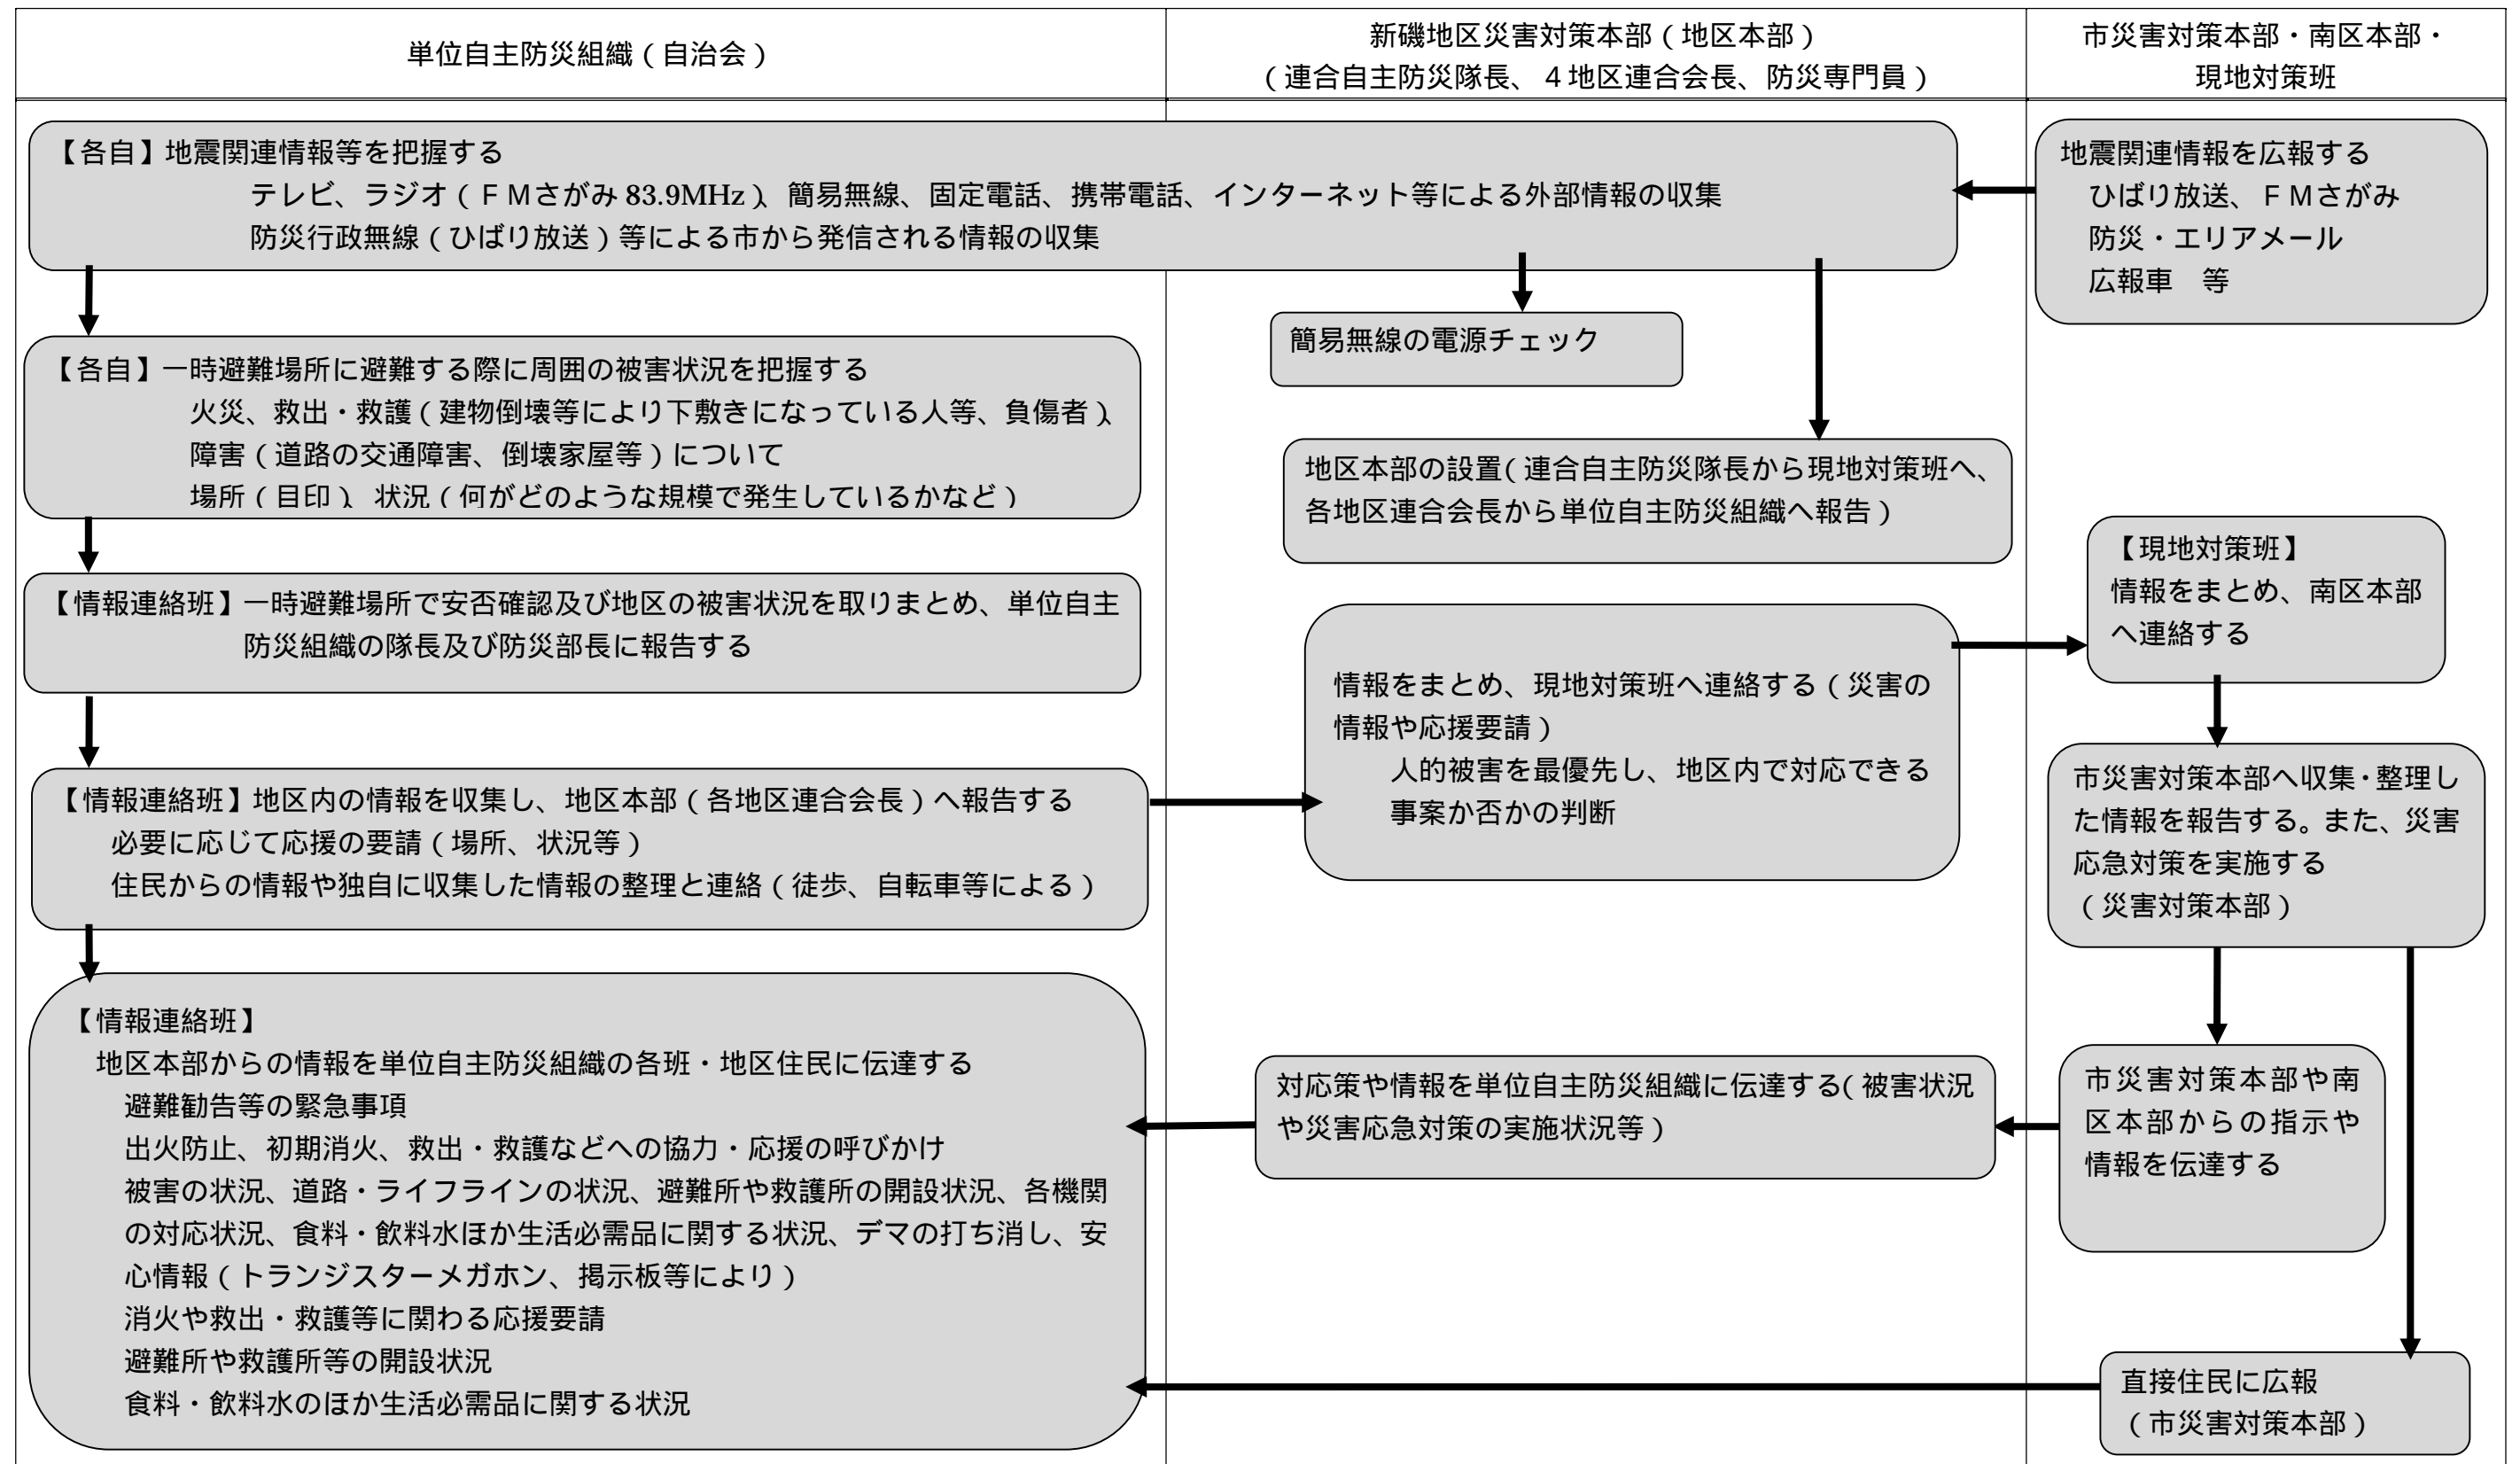 単位自主防災組織(自治会)
新磯地区災害対策本部(地区本部)
(連合自主防災隊長、4地区連合会長、防災専門員)
市災害対策本部・南区本部・
現地対策班
【各自】地震関連情報等を把握する
テレビ、ラジオ(FMさがみ 83.9MHz)、簡易無線、固定電話、携帯電話、インターネット等による外部情報の収集
防災行政無線(ひばり放送)等による市から発信される情報の収集
地震関連情報を広報する
ひばり放送、FMさがみ
防災・エリアメール
広報車 等
簡易無線の電源チェック
【各自】一時避難場所に避難する際に周囲の被害状況を把握する
火災、救出・救護(建物倒壊等により下敷きになっている人等、負傷者)、
障害(道路の交通障害、倒壊家屋等)について
場所(目印)、状況(何がどのような規模で発生しているかなど)
地区本部の設置(連合自主防災隊長から現地対策班へ、
各地区連合会長から単位自主防災組織へ報告)
【情報連絡班】一時避難場所で安否確認及び地区の被害状況を取りまとめ、単位自主
防災組織の隊長及び防災部長に報告する
【現地対策班】
情報をまとめ、南区本部
へ連絡する
情報をまとめ、現地対策班へ連絡する(災害の
情報や応援要請)
人的被害を最優先し、地区内で対応できる
事案か否かの判断
【情報連絡班】地区内の情報を収集し、地区本部(各地区連合会長)へ報告する
必要に応じて応援の要請(場所、状況等)
住民からの情報や独自に収集した情報の整理と連絡(徒歩、自転車等による)
市災害対策本部へ収集・整理し
た情報を報告する。また、災害
応急対策を実施する
(災害対策本部)
【情報連絡班】
地区本部からの情報を単位自主防災組織の各班・地区住民に伝達する
避難勧告等の緊急事項
出火防止、初期消火、救出・救護などへの協力・応援の呼びかけ
被害の状況、道路・ライフラインの状況、避難所や救護所の開設状況、各機関
の対応状況、食料・飲料水ほか生活必需品に関する状況、デマの打ち消し、安
心情報(トランジスターメガホン、掲示板等により)
消火や救出・救護等に関わる応援要請
避難所や救護所等の開設状況
食料・飲料水のほか生活必需品に関する状況
対応策や情報を単位自主防災組織に伝達する(被害状況
や災害応急対策の実施状況等)
市災害対策本部や南
区本部からの指示や
情報を伝達する
直接住民に広報
(市災害対策本部)